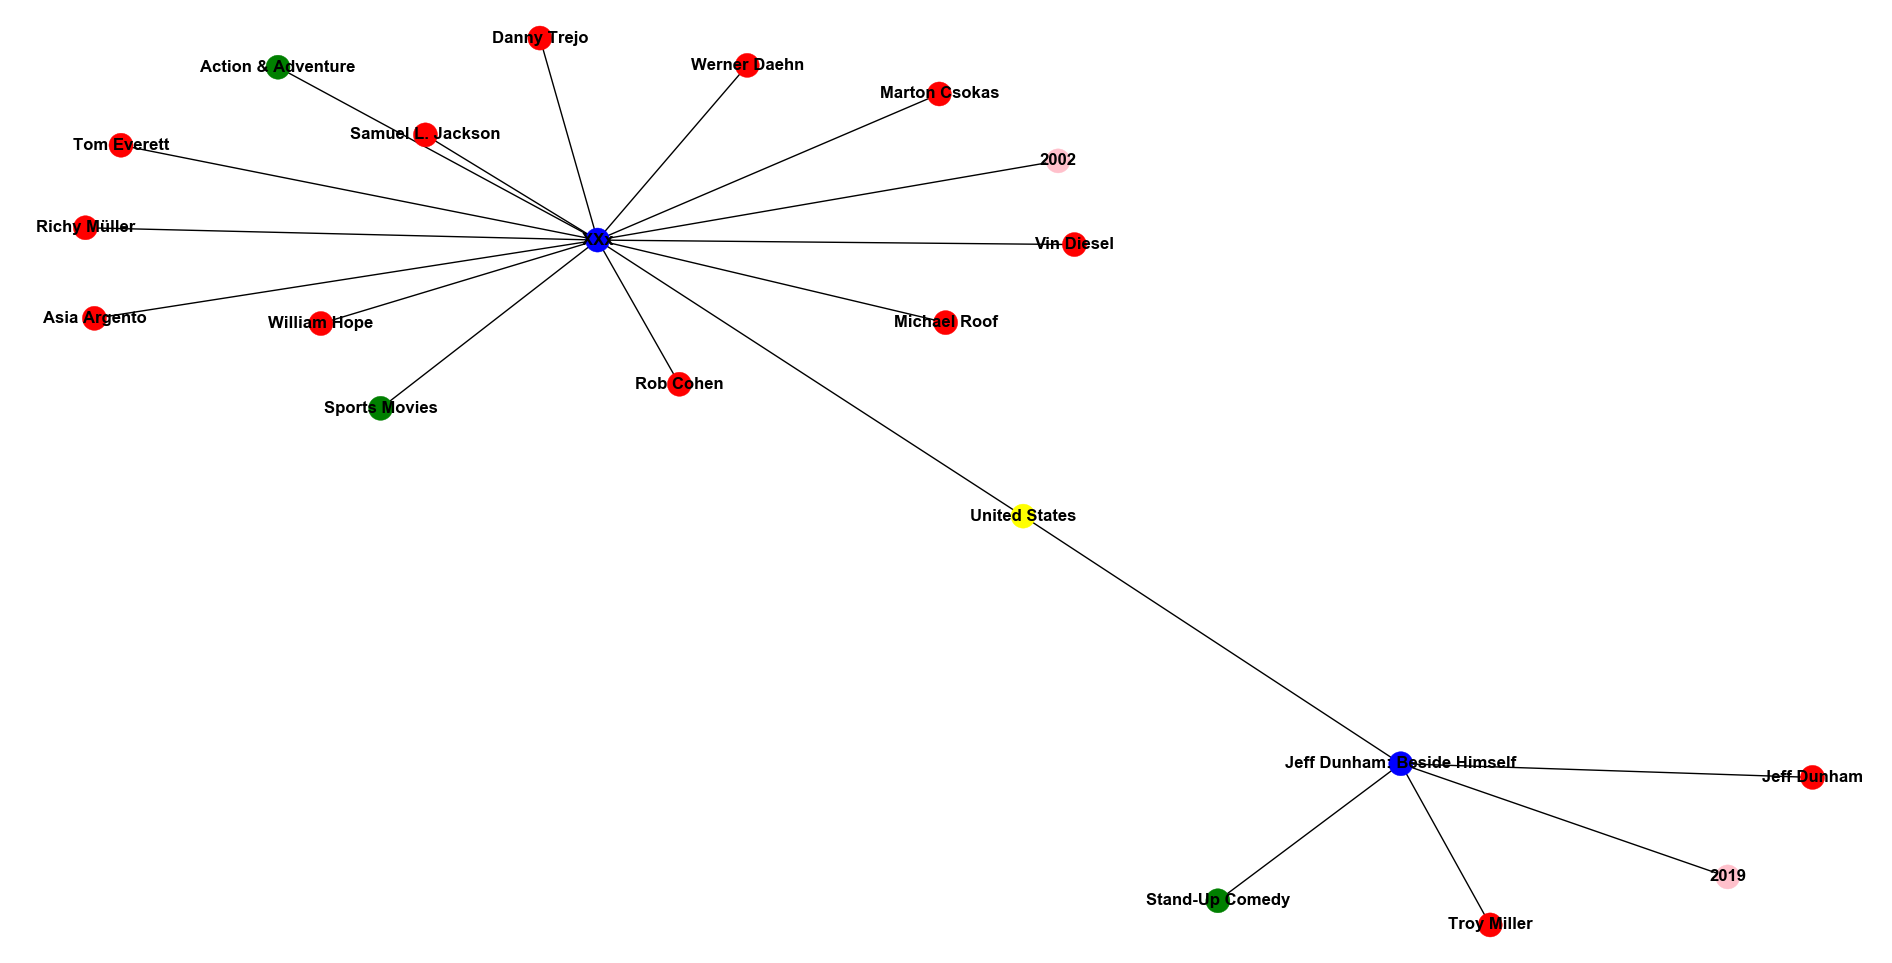 Danny Trejo
Action & Adventure
Werner Daehn
Marton Csokas
Samuel L. Jackson
Tom Everett
2002
Richy Müller
xXx
Vin Diesel
Asia Argento
William Hope
Michael Roof
Rob Cohen
Sports Movies
United States
Jeff Dunham: Beside Himself
Jeff Dunham
2019
Stand-Up Comedy
Troy Miller